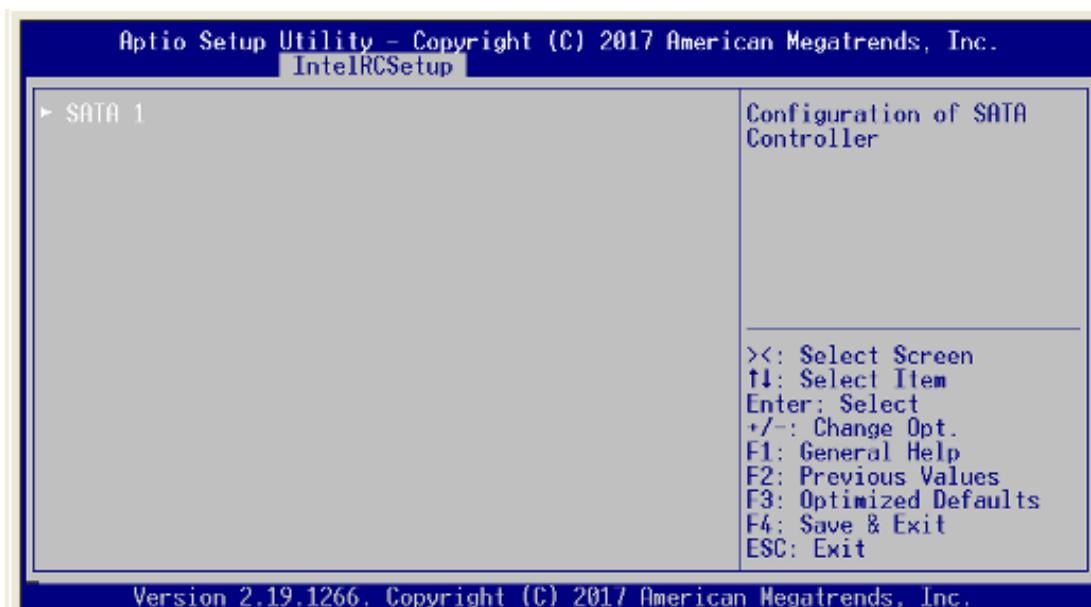 Aptio Setup Utility – Copyright (C) 2017 American Megatrends, Inc.
IntelRCSetup
► SATA 1
Configuration of SATA
Controller
><: Select Screen
↑↓: Select Item
Enter: Select
+/-: Change Opt.
F1: General Help
F2: Previous Values
F3: Optimized Defaults
F4: Save & Exit
ESC: Exit
Version 2.19.1266. Copyright (C) 2017 American Megatrends, Inc.